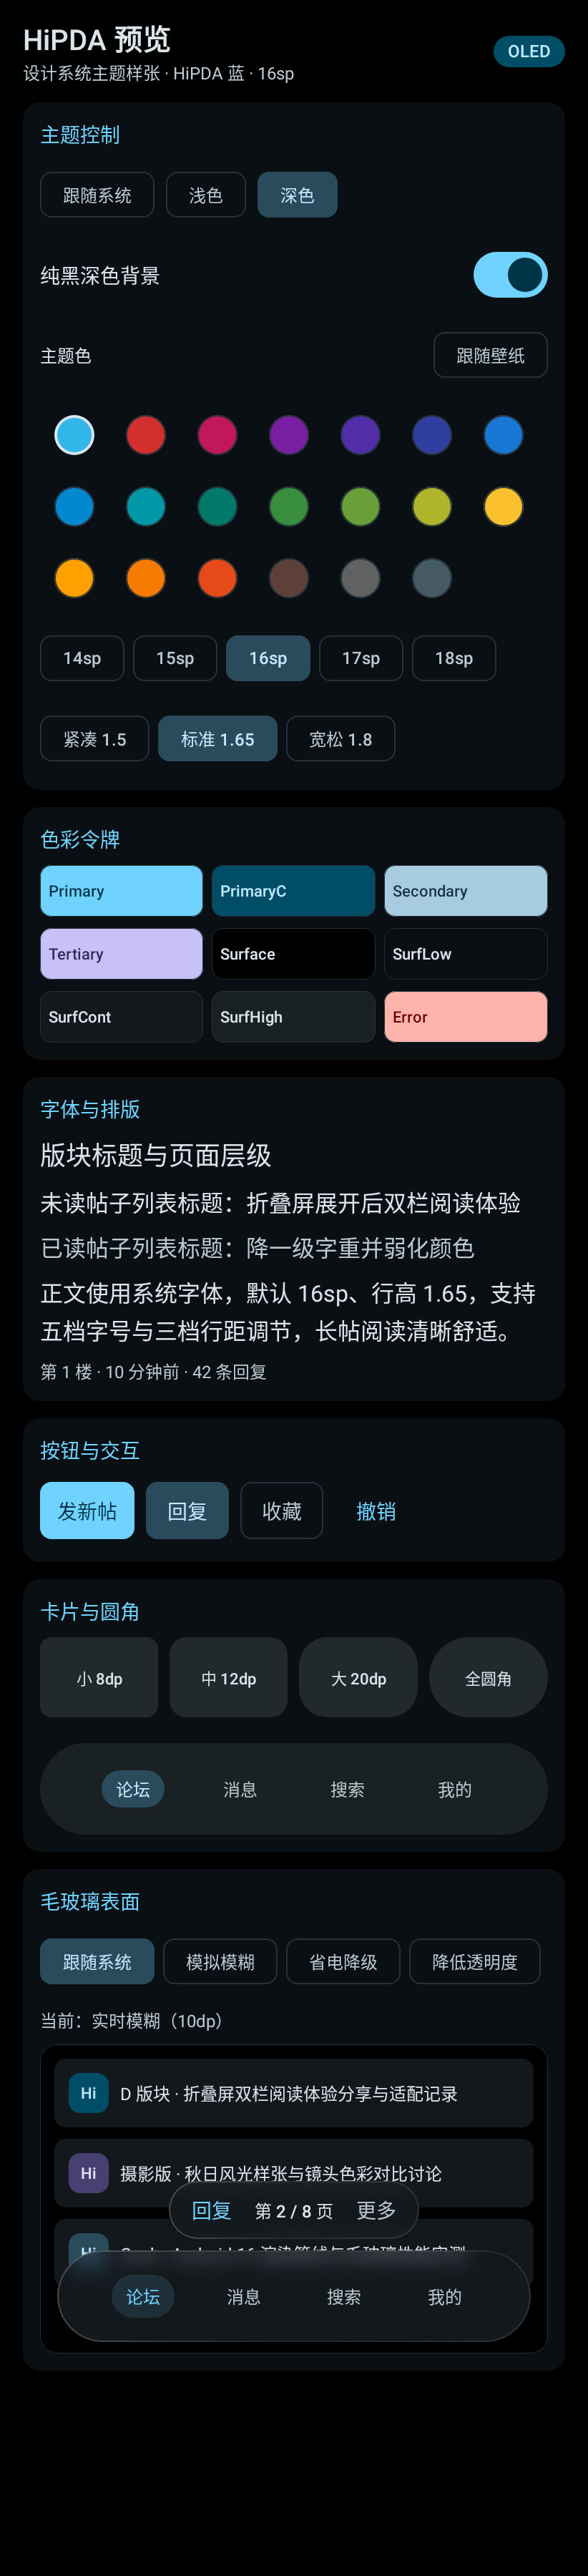 HiPDA 预览
设计系统主题样张 · HiPDA 蓝 · 16sp
OLED
主题控制
跟随系统 浅色 深色
纯黑深色背景
主题色 跟随壁纸
14sp 15sp 16sp 17sp 18sp
紧凑 1.5 标准 1.65 宽松 1.8
色彩令牌
Primary PrimaryC Secondary
Tertiary Surface SurfLow
SurfCont SurfHigh Error
字体与排版
版块标题与页面层级
未读帖子列表标题：折叠屏展开后双栏阅读体验
已读帖子列表标题：降一级字重并弱化颜色
正文使用系统字体，默认 16sp、行高 1.65，支持
五档字号与三档行距调节，长帖阅读清晰舒适。
第 1 楼 · 10 分钟前 · 42 条回复
按钮与交互
发新帖 回复 收藏 撤销
卡片与圆角
小 8dp 中 12dp 大 20dp 全圆角
论坛 消息 搜索 我的
毛玻璃表面
跟随系统 模拟模糊 省电降级 降低透明度
当前：实时模糊（10dp）
Hi D 版块 · 折叠屏双栏阅读体验分享与适配记录
Hi 摄影版 · 秋日风光样张与镜头色彩对比讨论
回复 第 2 / 8 页 更多
Hi
论坛 消息 搜索 我的